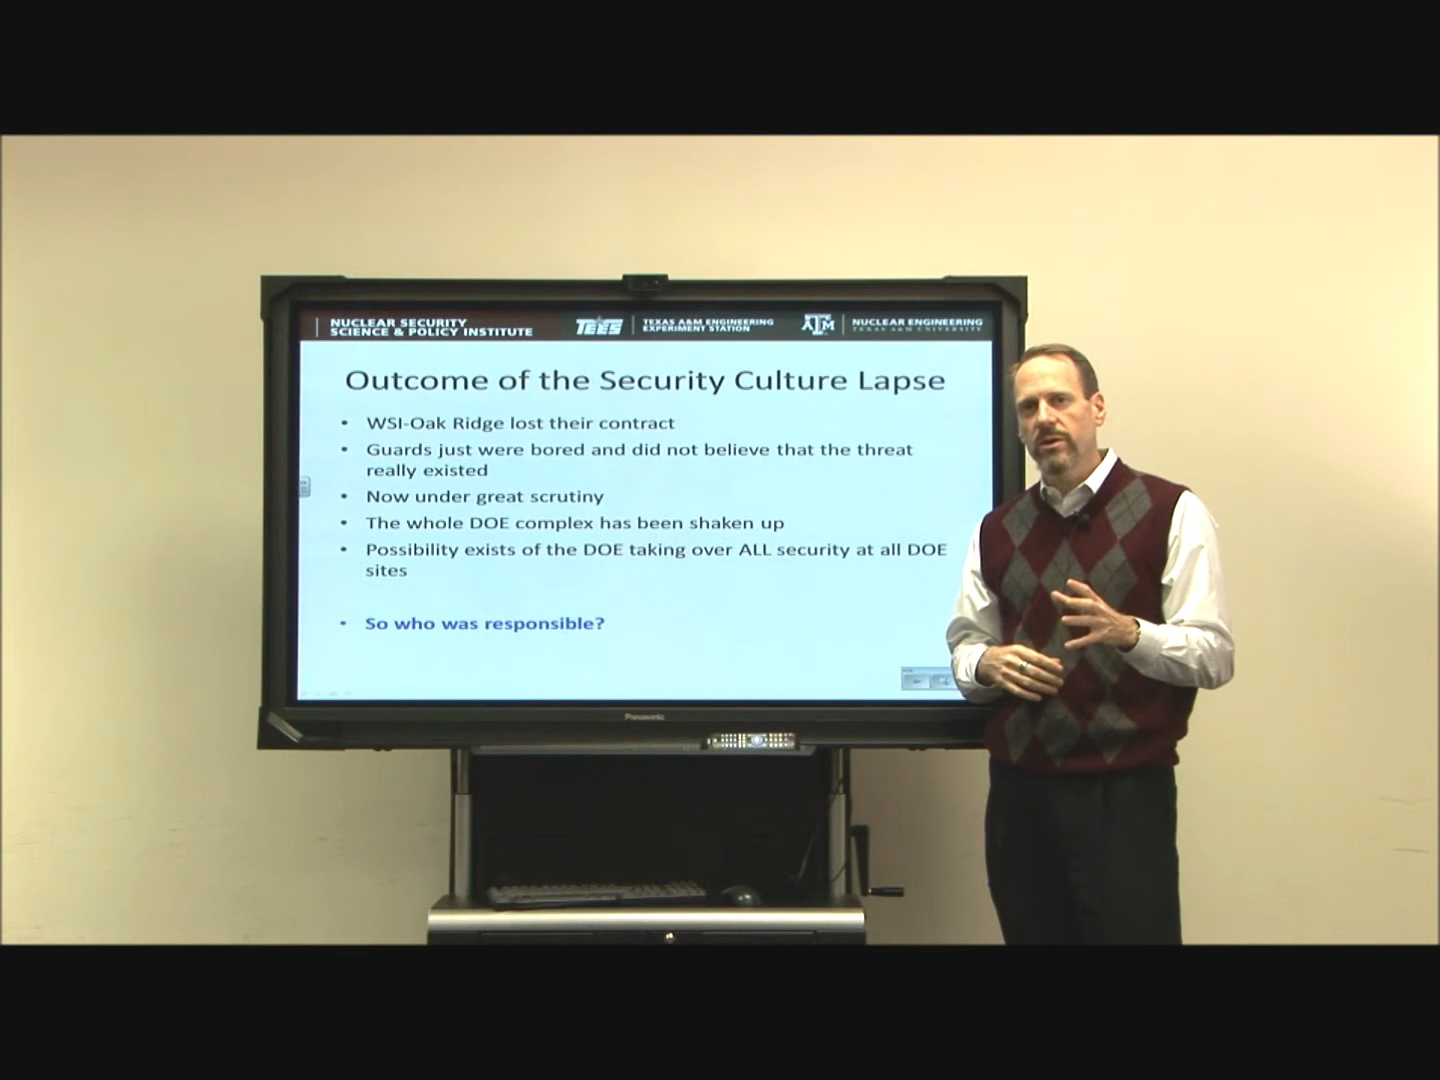 NUCLEAR SECURITY
SCIENCE & POLICY INSTITUTE
TEES
TEXAS A&M ENGINEERING
EXPERIMENT STATION
ATM
NUCLEAR ENGINEERING
TEXAS A&M UNIVERSITY
Outcome of the Security Culture Lapse
• WSI-Oak Ridge lost their contract
• Guards just were bored and did not believe that the threat
really existed
• Now under great scrutiny
• The whole DOE complex has been shaken up
• Possibility exists of the DOE taking over ALL security at all DOE
sites
• So who was responsible?
Panasonic